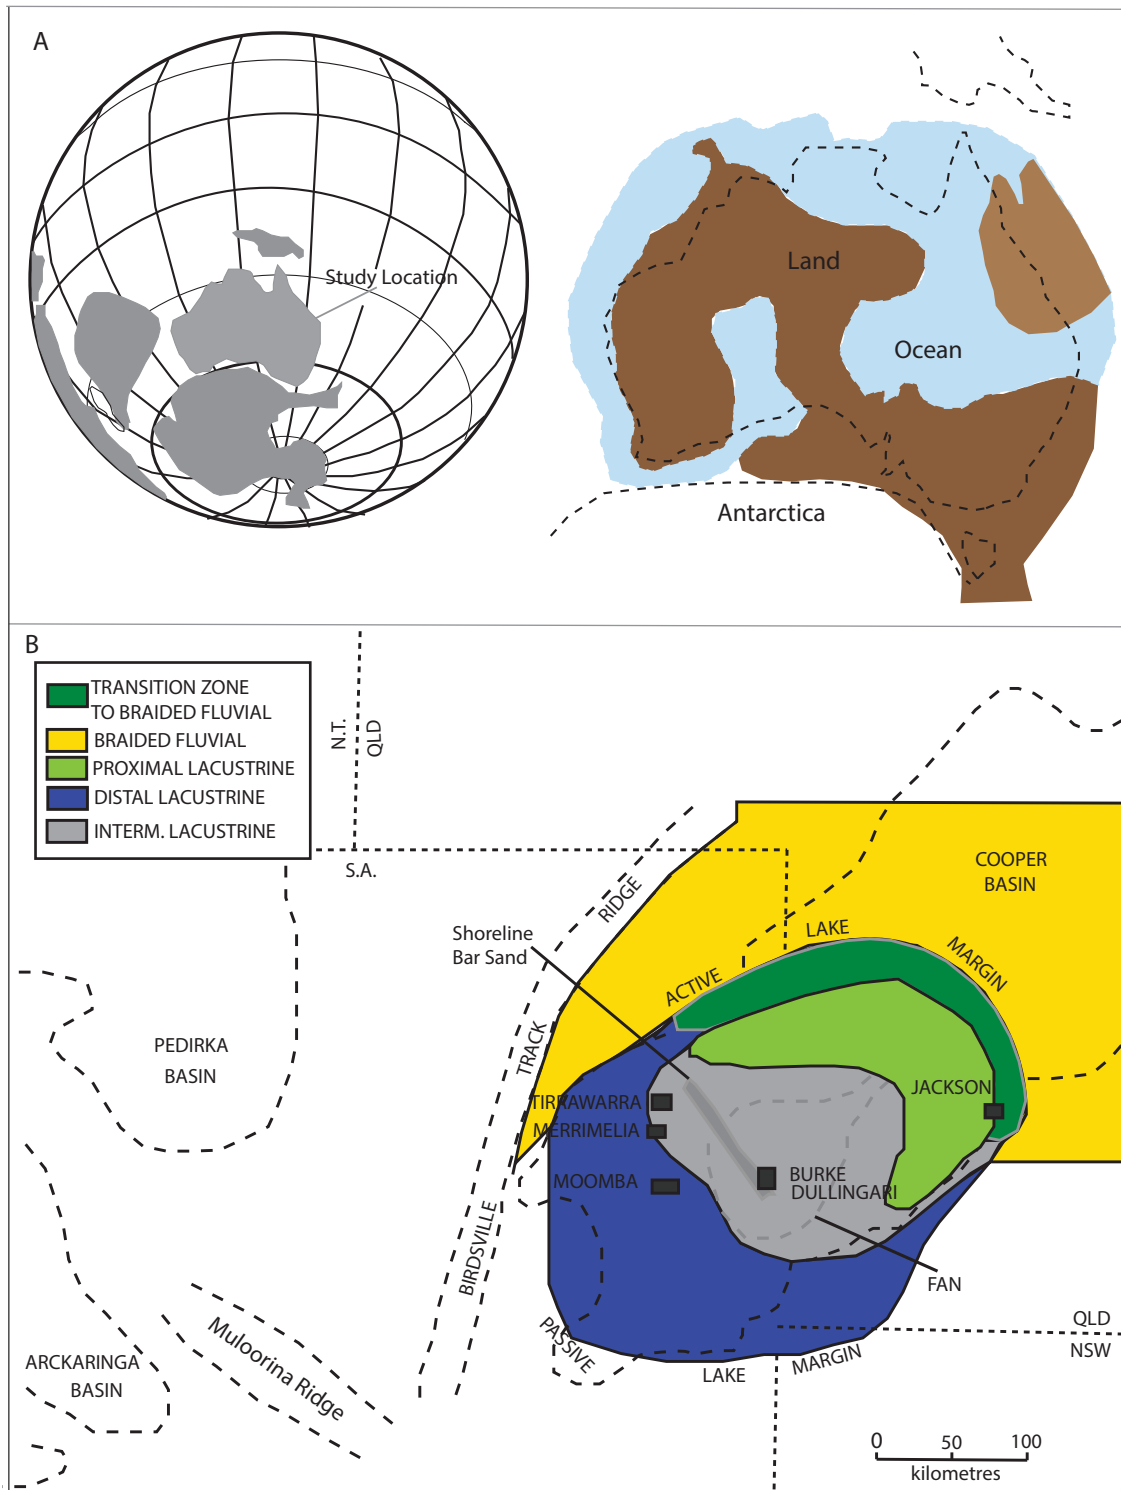 A
Study Location
Land
Ocean
Antarctica
B
TRANSITION ZONE
TO BRAIDED FLUVIAL
BRAIDED FLUVIAL
PROXIMAL LACUSTRINE
DISTAL LACUSTRINE
INTERM. LACUSTRINE
N.T.
QLD
S.A.
COOPER
BASIN
RIDGE
TRACK
BIRDSVILLE
Shoreline
Bar Sand
ACTIVE
LAKE
MARGIN
PEDIRKA
BASIN
JACKSON
TIRRAWARRA
MERRIMELIA
MOOMBA
BURKE
DULLINGARI
FAN
PASSIVE
LAKE
MARGIN
QLD
NSW
Muloorina Ridge
ARCKARINGA
BASIN
0 50 100
kilometres